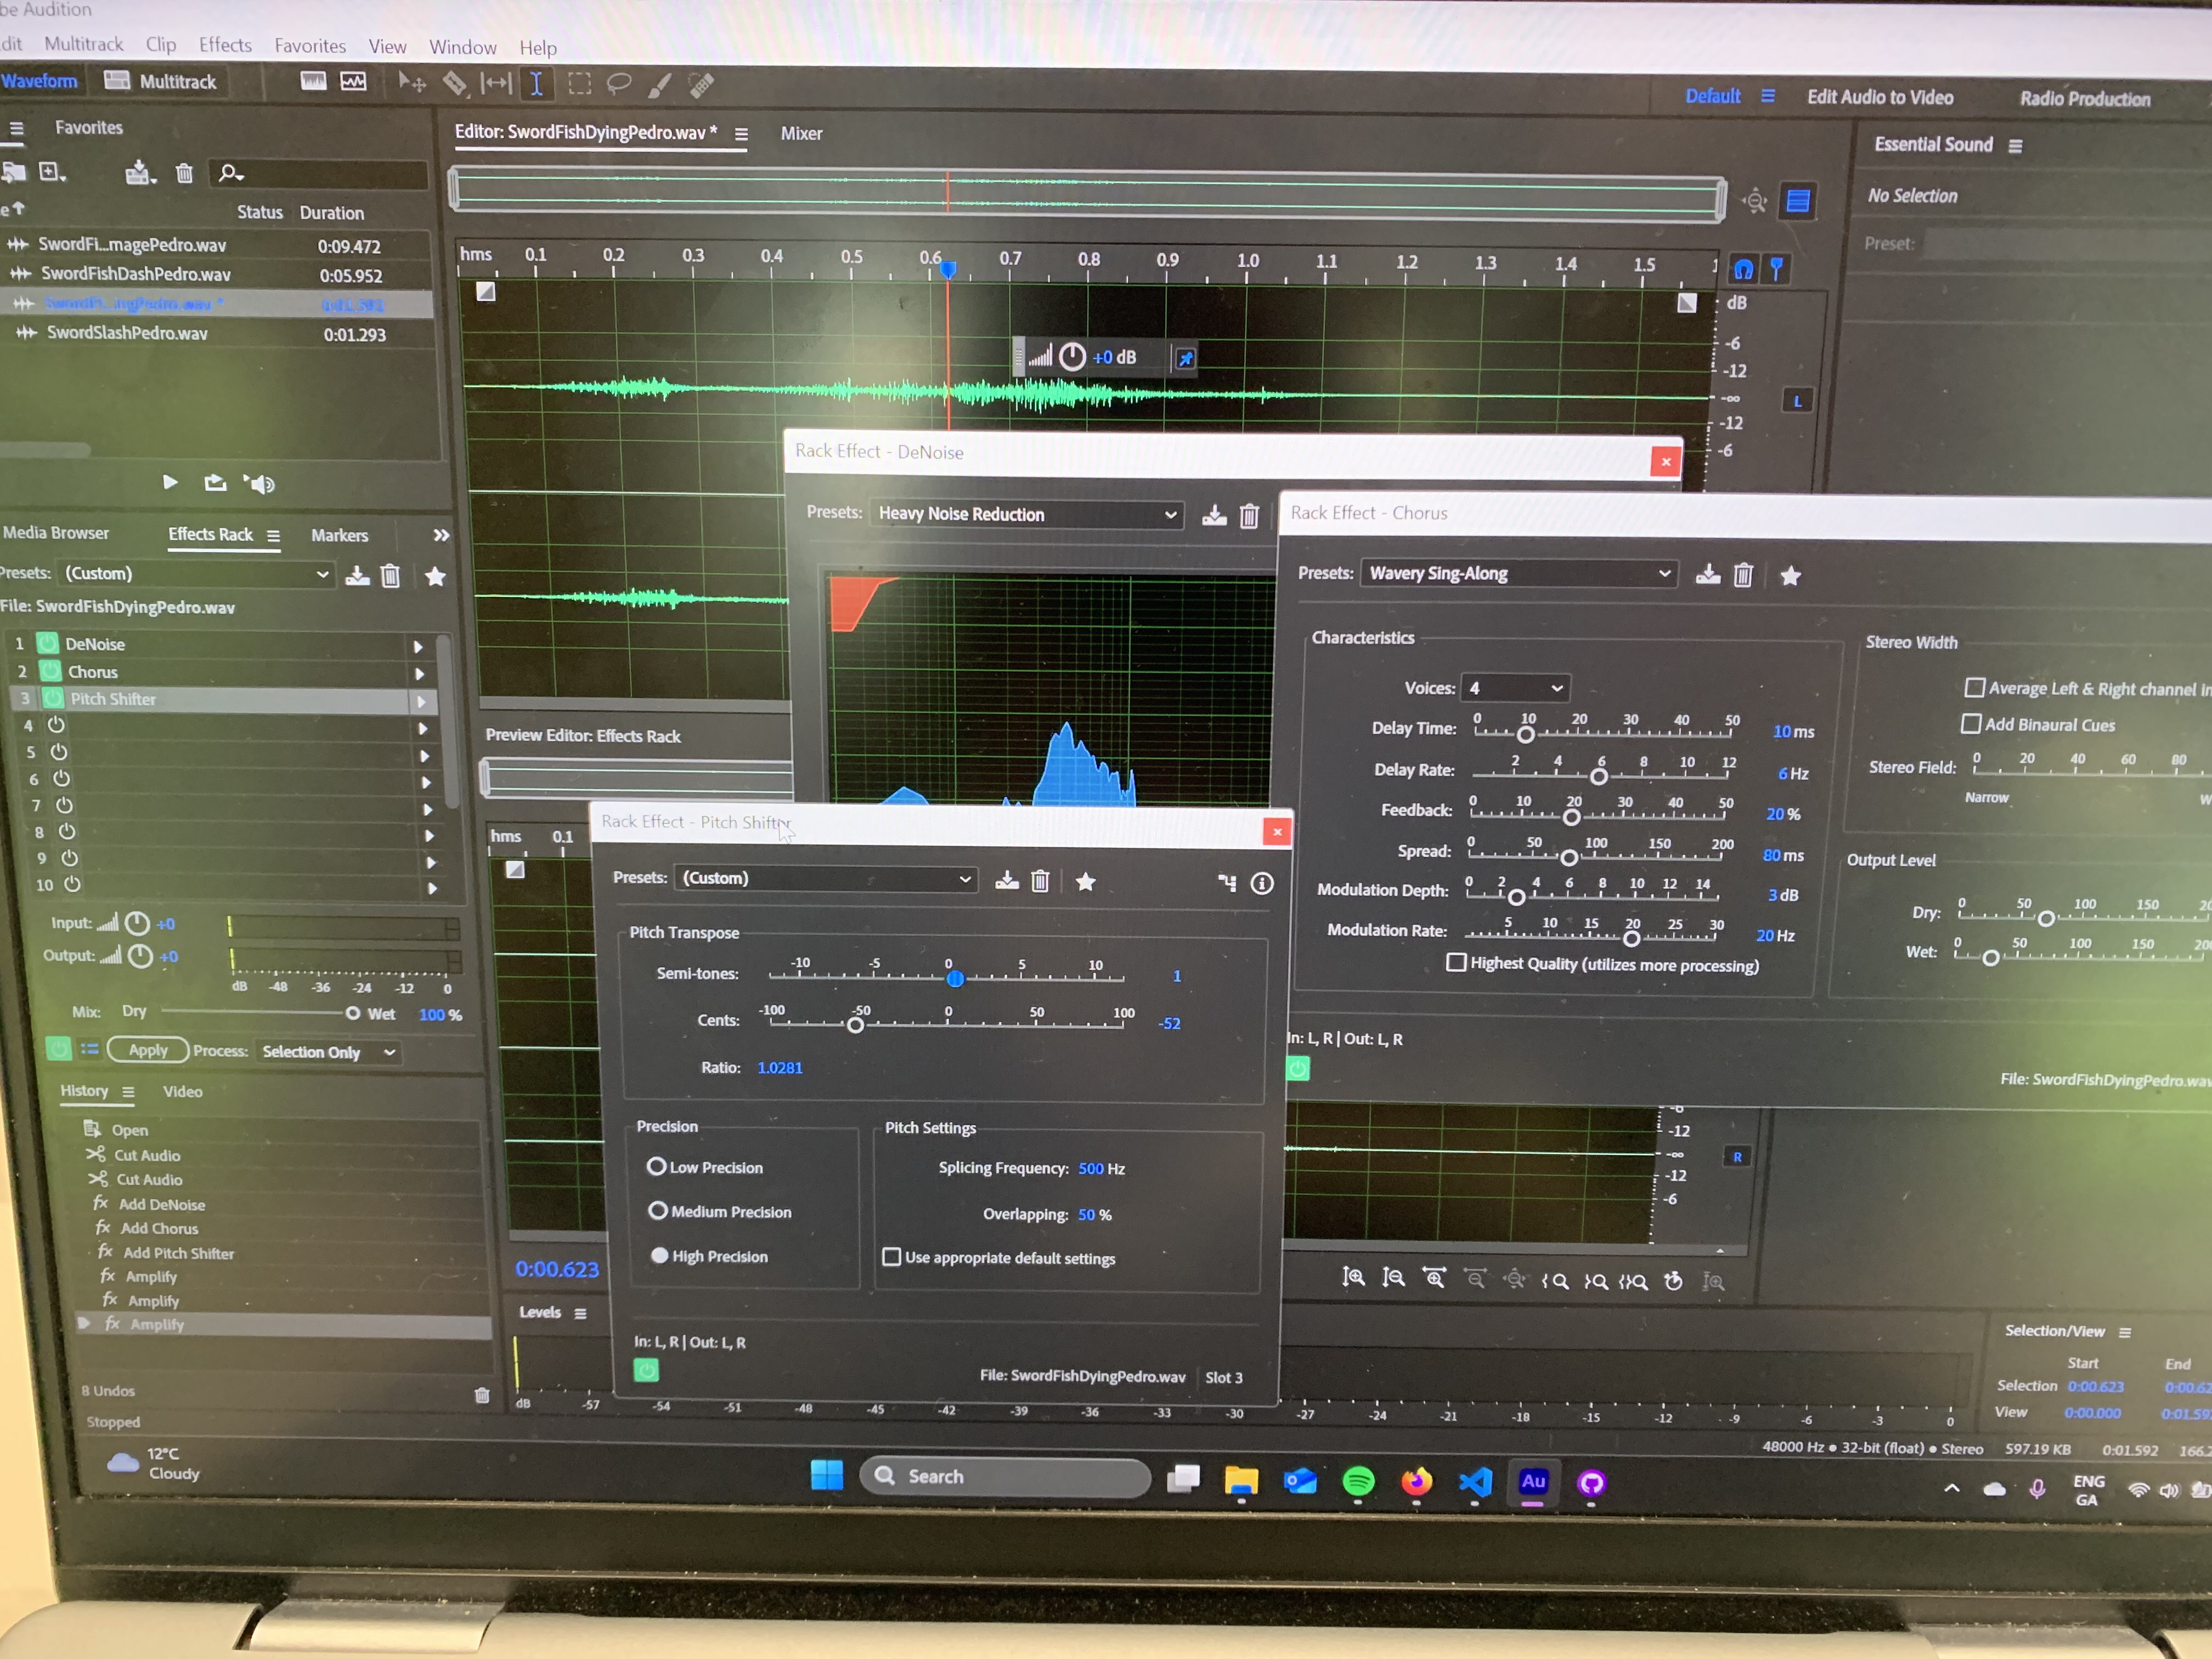 be Audition
dit Multitrack Clip Effects Favorites View Window Help
Waveform Multitrack
Default Edit Audio to Video Radio Production
Favorites
Status Duration
SwordFi...magePedro.wav 0:09.472
SwordFishDashPedro.wav 0:05.952
SwordFi...ingPedro.wav * 0:01.592
SwordSlashPedro.wav 0:01.293
Editor: SwordFishDyingPedro.wav * Mixer
hms 0.1 0.2 0.3 0.4 0.5 0.6 0.7 0.8 0.9 1.0 1.1 1.2 1.3 1.4 1.5
+0 dB
dB
-6
-12
-∞
-12
-6
L
Essential Sound
No Selection
Preset:
Media Browser Effects Rack Markers
Presets: (Custom)
File: SwordFishDyingPedro.wav
1 DeNoise
2 Chorus
3 Pitch Shifter
4
5
6
7
8
9
10
Input: +0
Output: +0
dB -48 -36 -24 -12 0
Mix: Dry Wet 100 %
Apply Process: Selection Only
History Video
Open
Cut Audio
Cut Audio
Add DeNoise
Add Chorus
Add Pitch Shifter
Amplify
Amplify
Amplify
8 Undos
Stopped
Preview Editor: Effects Rack
hms 0.1
0:00.623
Levels
Rack Effect - DeNoise
Presets: Heavy Noise Reduction
Rack Effect - Chorus
Presets: Wavery Sing-Along
Characteristics
Voices: 4
Delay Time: 0 10 20 30 40 50 10 ms
Delay Rate: 2 4 6 8 10 12 6 Hz
Feedback: 0 10 20 30 40 50 20 %
Spread: 0 50 100 150 200 80 ms
Modulation Depth: 0 2 4 6 8 10 12 14 3 dB
Modulation Rate: 5 10 15 20 25 30 20 Hz
Highest Quality (utilizes more processing)
Stereo Width
Average Left & Right channel in
Add Binaural Cues
Stereo Field: 0 20 40 60 80
Narrow W
Output Level
Dry: 0 50 100 150 20
Wet: 0 50 100 150 200
In: L, R | Out: L, R
File: SwordFishDyingPedro.wav
Rack Effect - Pitch Shifter
Presets: (Custom)
Pitch Transpose
Semi-tones: -10 -5 0 5 10 1
Cents: -100 -50 0 50 100 -52
Ratio: 1.0281
Precision
Low Precision
Medium Precision
High Precision
Pitch Settings
Splicing Frequency: 500 Hz
Overlapping: 50 %
Use appropriate default settings
In: L, R | Out: L, R
File: SwordFishDyingPedro.wav Slot 3
-6
-12
-∞
-12
-6
R
dB -57 -54 -51 -48 -45 -42 -39 -36 -33 -30 -27 -24 -21 -18 -15 -12 -9 -6 -3 0
Selection/View
Start End
Selection 0:00.623 0:00.62
View 0:00.000 0:01.59
48000 Hz • 32-bit (float) • Stereo 597.19 KB 0:01.592 166.2
12°C
Cloudy
Search
Au
ENG
GA